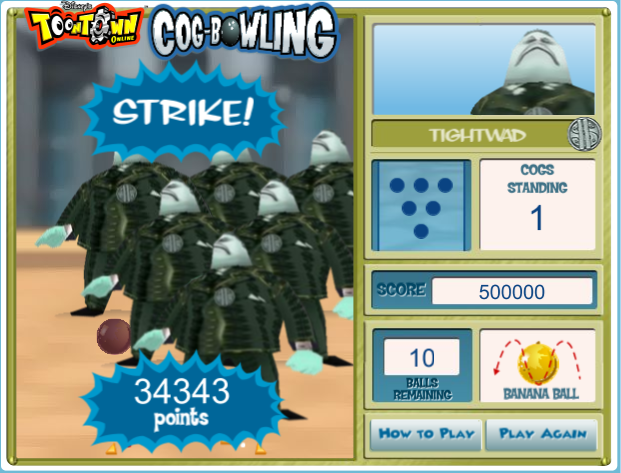 Disney's
TOONTOWN
ONLINE
COG-BOWLING
STRIKE!
34343
points
TIGHTWAD
COGS
STANDING
1
SCORE 500000
10
BALLS
REMAINING
BANANA BALL
HOW TO PLAY
PLAY AGAIN